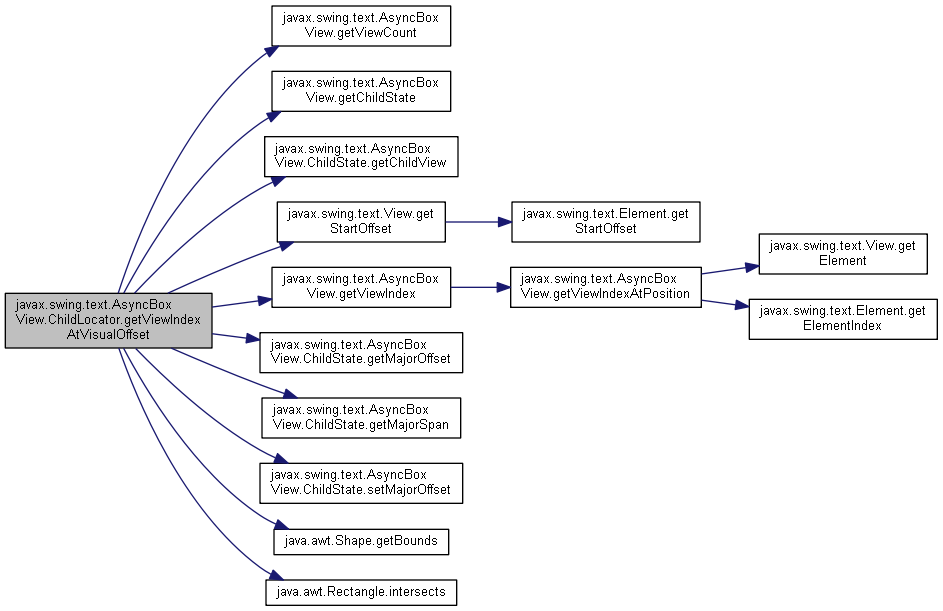 javax.swing.text.AsyncBox
View.getViewCount
javax.swing.text.AsyncBox
View.getChildState
javax.swing.text.AsyncBox
View.ChildState.getChildView
javax.swing.text.View.get
StartOffset
javax.swing.text.Element.get
StartOffset
javax.swing.text.View.get
Element
javax.swing.text.AsyncBox
View.getViewIndex
javax.swing.text.AsyncBox
View.getViewIndexAtPosition
javax.swing.text.AsyncBox
View.ChildLocator.getViewIndex
AtVisualOffset
javax.swing.text.Element.get
ElementIndex
javax.swing.text.AsyncBox
View.ChildState.getMajorOffset
javax.swing.text.AsyncBox
View.ChildState.getMajorSpan
javax.swing.text.AsyncBox
View.ChildState.setMajorOffset
java.awt.Shape.getBounds
java.awt.Rectangle.intersects